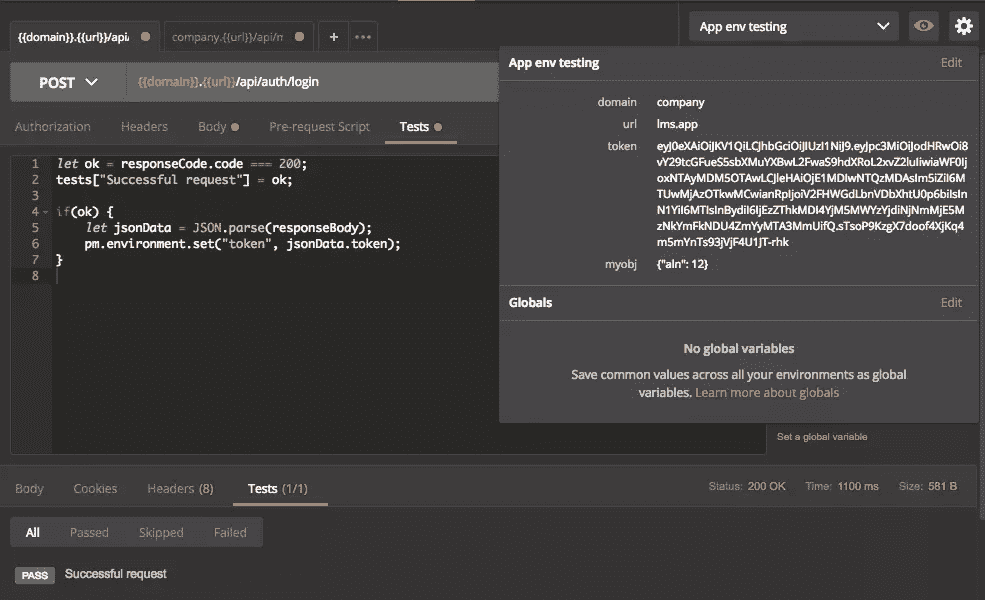 {{domain}}.{{url}}/api/
company.{{url}}/api/n
+
App env testing
POST
{{domain}}.{{url}}/api/auth/login
App env testing
Edit
Authorization
Headers
Body
Pre-request Script
Tests
domain
company
url
lms.app
token
myobj
{"aln": 12}
1 let ok = responseCode.code === 200;
2 tests["Successful request"] = ok;
3
4 if(ok) {
5 let jsonData = JSON.parse(responseBody);
6 pm.environment.set("token", jsonData.token);
7 }
8
Globals
Edit
No global variables
Save common values across all your environments as global
variables. Learn more about globals
Set a global variable
Body
Cookies
Headers (8)
Tests (1/1)
Status: 200 OK
Time: 1100 ms
Size: 581 B
All
Passed
Skipped
Failed
PASS
Successful request